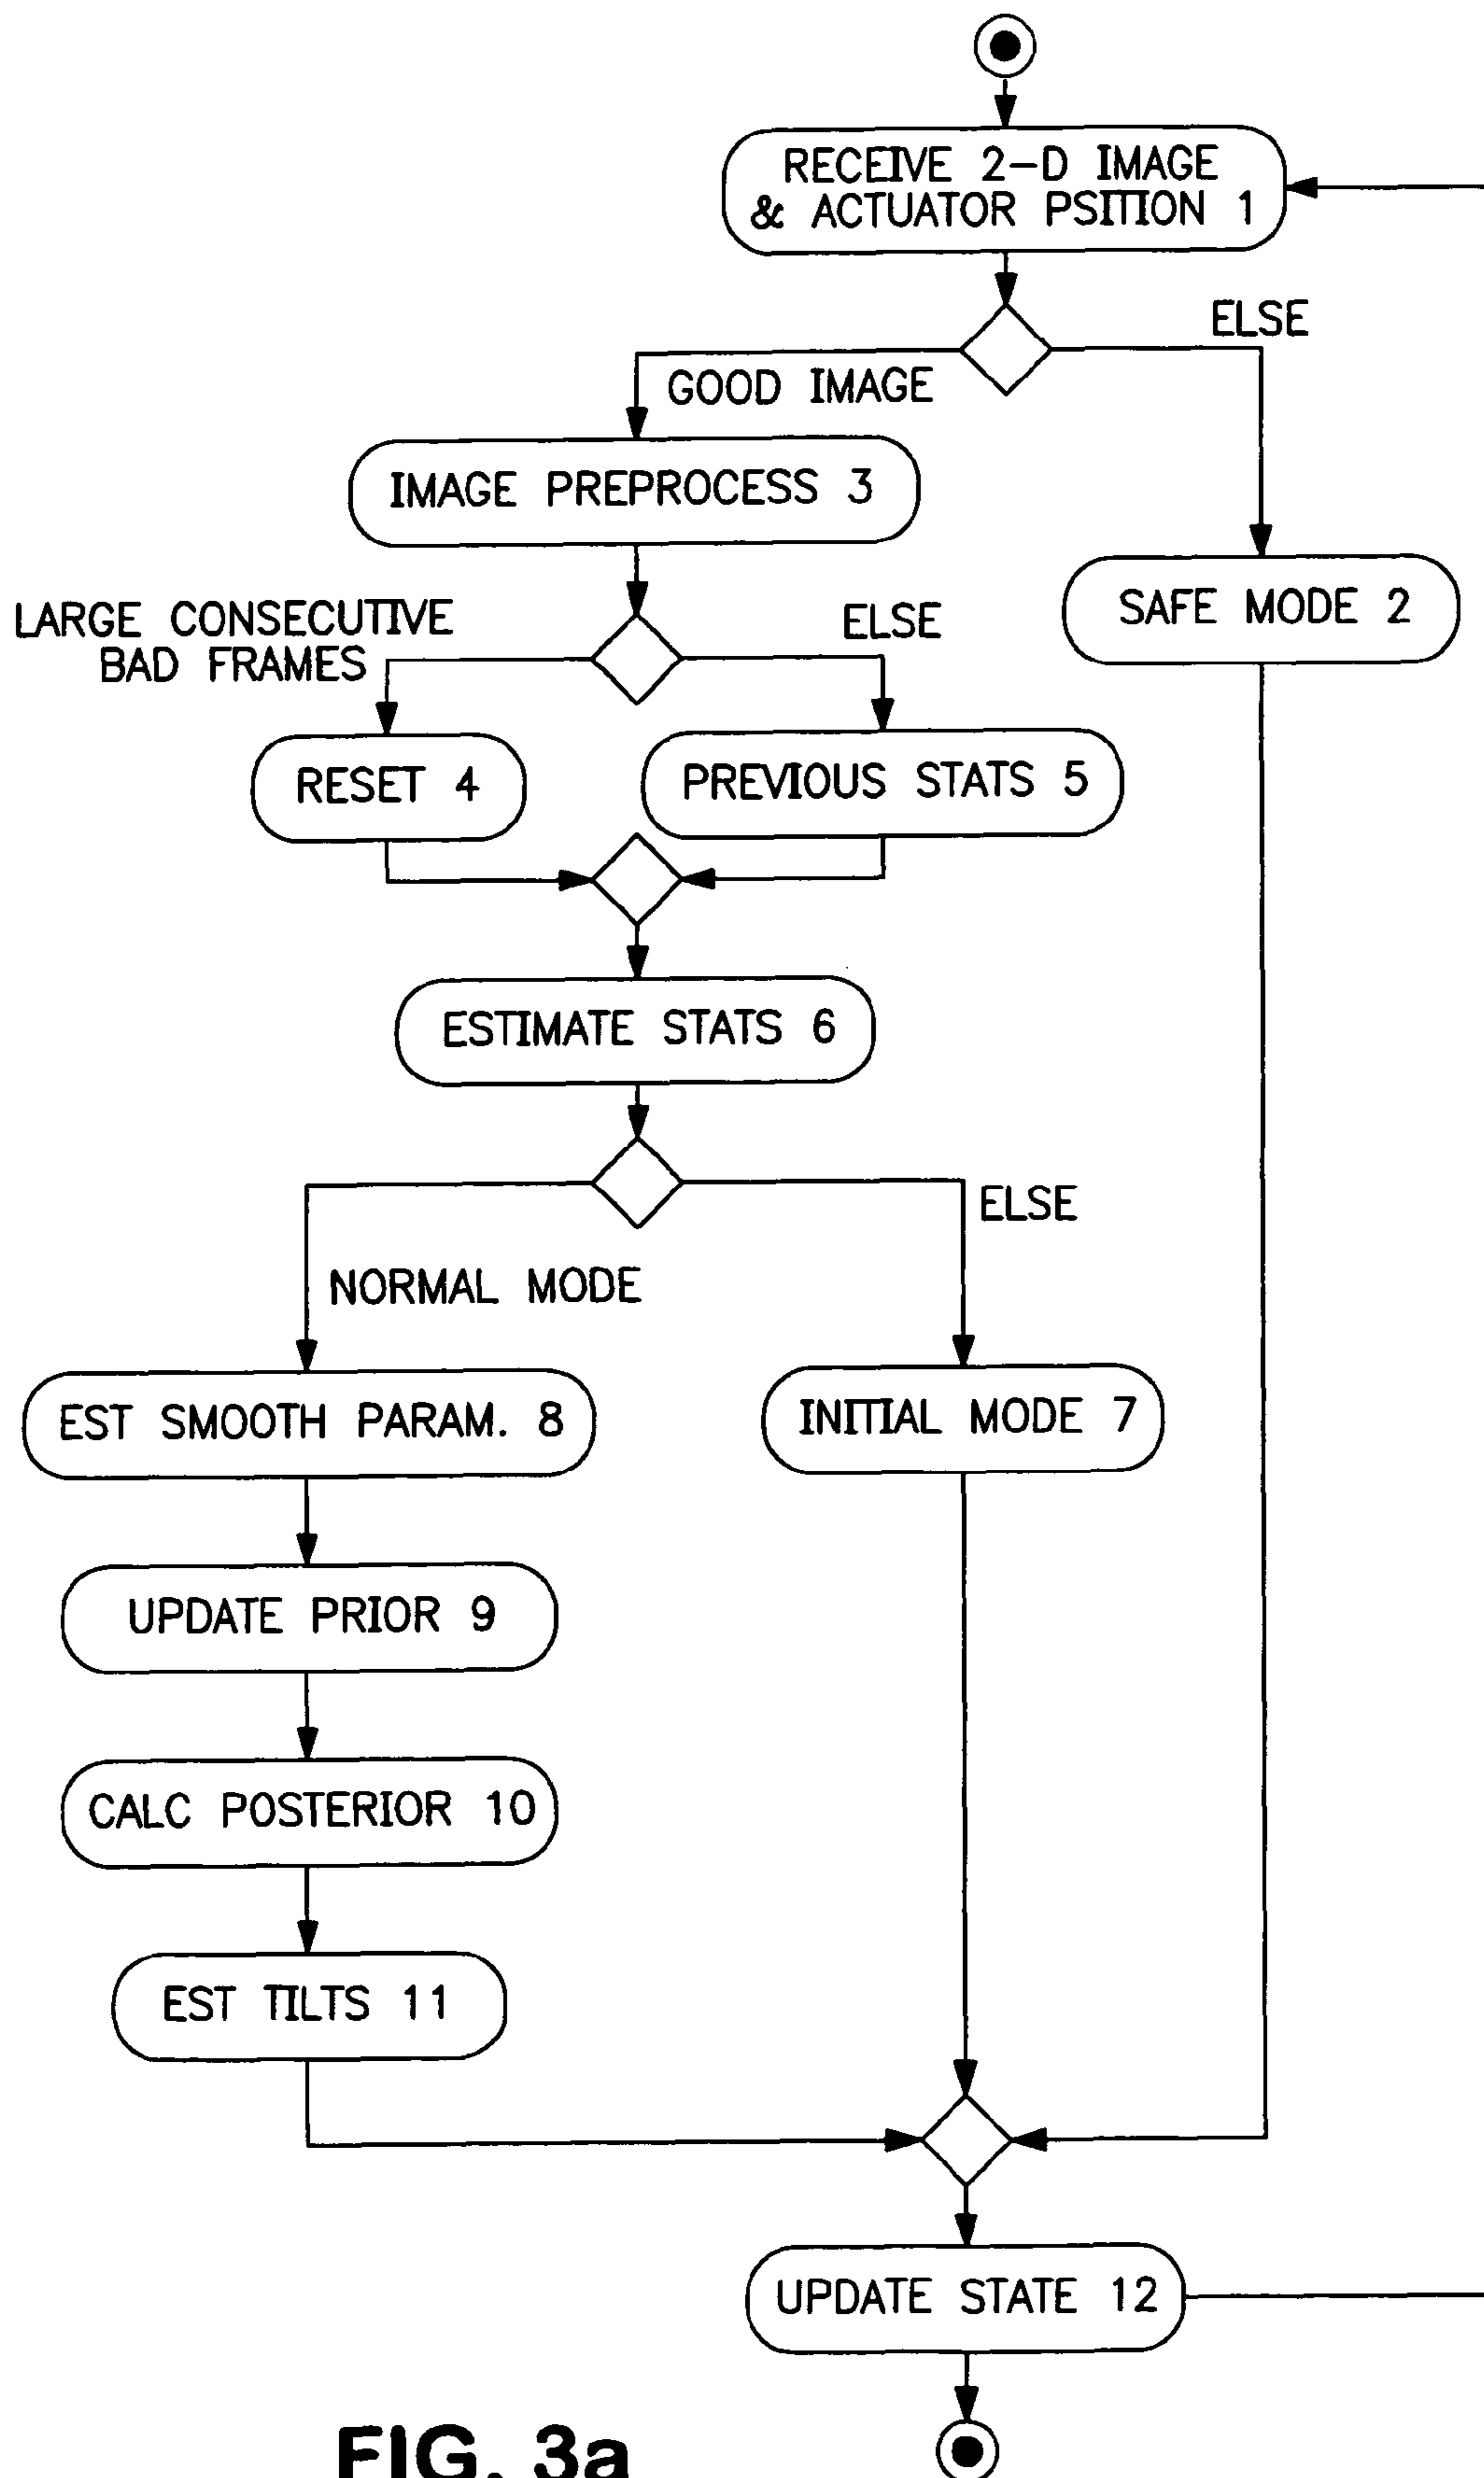 RECEIVE 2-D IMAGE
& ACTUATOR PSITION 1
ELSE
GOOD IMAGE
IMAGE PREPROCESS 3
SAFE MODE 2
LARGE CONSECUTIVE
BAD FRAMES
ELSE
RESET 4
PREVIOUS STATS 5
ESTIMATE STATS 6
ELSE
NORMAL MODE
EST SMOOTH PARAM. 8
INITIAL MODE 7
UPDATE PRIOR 9
CALC POSTERIOR 10
EST TILTS 11
UPDATE STATE 12
FIG. 3a